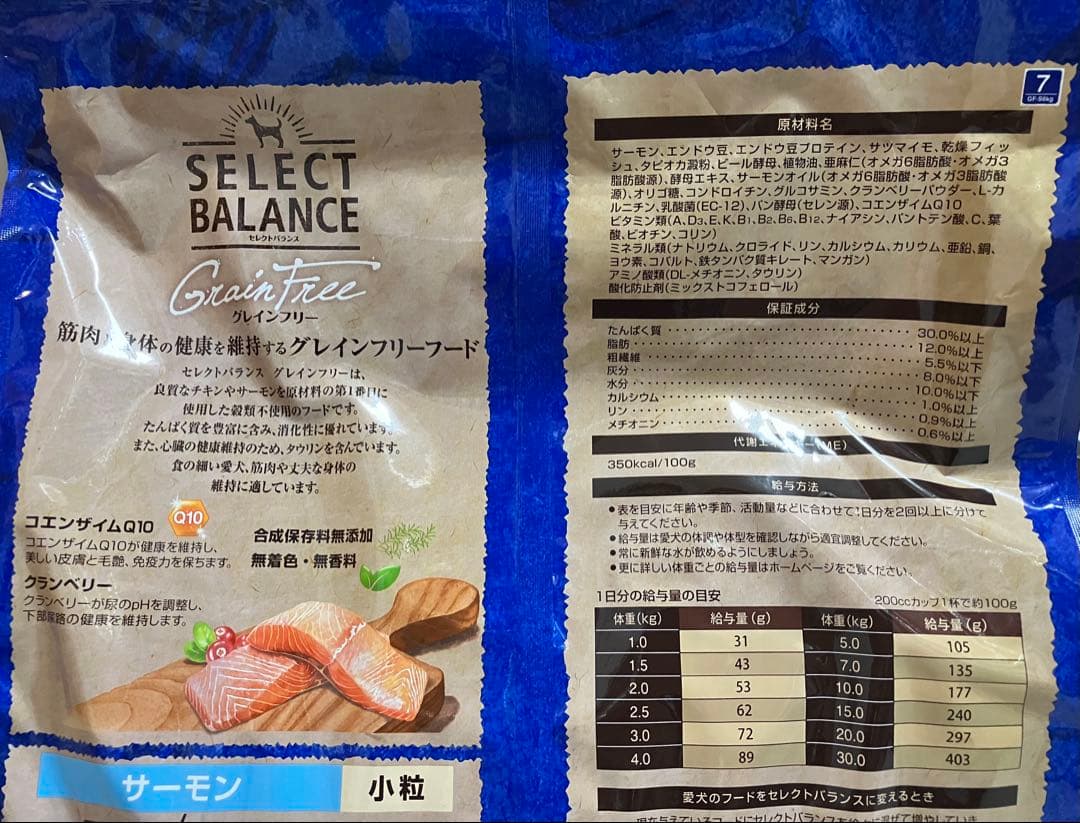 SELECT
BALANCE
セレクトバランス
Grain Free
グレインフリー
筋肉 身体の健康を維持するグレインフリーフード
セレクトバランス グレインフリーは、
良質なチキンやサーモンを原材料の第1番目に
使用した穀類不使用のフードです。
たんぱく質を豊富に含み、消化性に優れています。
また、心臓の健康維持のため、タウリンを含んでいます。
食の細い愛犬、筋肉や丈夫な身体の
維持に適しています。
コエンザイムQ10
Q10
コエンザイムQ10が健康を維持し、
美しい皮膚と毛艶、免疫力を保ちます。
合成保存料無添加
無着色・無香料
クランベリー
クランベリーが尿のpHを調整し、
下部尿路の健康を維持します。
サーモン
小粒
7
GF-S6kg
原材料名
サーモン、エンドウ豆、エンドウ豆プロテイン、サツマイモ、乾燥フィッ
シュ、タピオカ澱粉、ビール酵母、植物油、亜麻仁(オメガ6脂肪酸・オメガ3
脂肪酸源)、酵母エキス、サーモンオイル(オメガ6脂肪酸・オメガ3脂肪酸
源)、オリゴ糖、コンドロイチン、グルコサミン、クランベリーパウダー、L-カ
ルニチン、乳酸菌(EC-12)、パン酵母(セレン源)、コエンザイムQ10
ビタミン類(A、D3、E、K、B1、B2、B6、B12、ナイアシン、パントテン酸、C、葉
酸、ビオチン、コリン)
ミネラル類(ナトリウム、クロライド、リン、カルシウム、カリウム、亜鉛、銅、
ヨウ素、コバルト、鉄タンパク質キレート、マンガン)
アミノ酸類(DL-メチオニン、タウリン)
酸化防止剤(ミックストコフェロール)
保証成分
たんぱく質 30.0%以上
脂肪 12.0%以上
粗繊維 5.5%以下
灰分 8.0%以下
水分 10.0%以下
カルシウム 1.0%以上
リン 0.9%以上
メチオニン 0.6%以上
代謝エ ー(ME)
350kcal/100g
給与方法
●表を目安に年齢や季節、活動量などに合わせて1日分を2回以上に分けて
与えてください。
●給与量は愛犬の体調や体型を確認しながら適宜調整してください。
●常に新鮮な水が飲めるようにしましょう。
●更に詳しい体重ごとの給与量はホームページをご覧ください。
1日分の給与量の目安 200ccカップ1杯で約100g
体重(kg) 給与量(g) 体重(kg) 給与量(g)
1.0 31 5.0 105
1.5 43 7.0 135
2.0 53 10.0 177
2.5 62 15.0 240
3.0 72 20.0 297
4.0 89 30.0 403
愛犬のフードをセレクトバランスに変えるとき